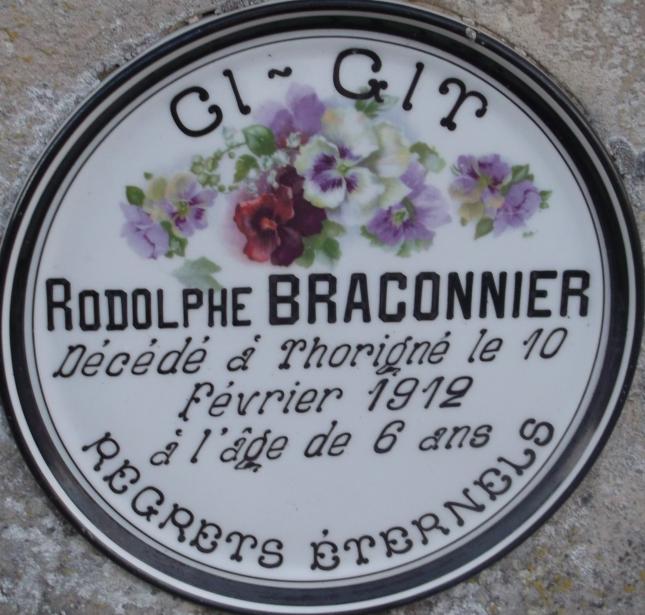 CI~GIT
RODOLPHE BRACONNIER
Décédé à Thorigné le 10
Février 1912
à l'âge de 6 ans
REGRETS ÉTERNELS